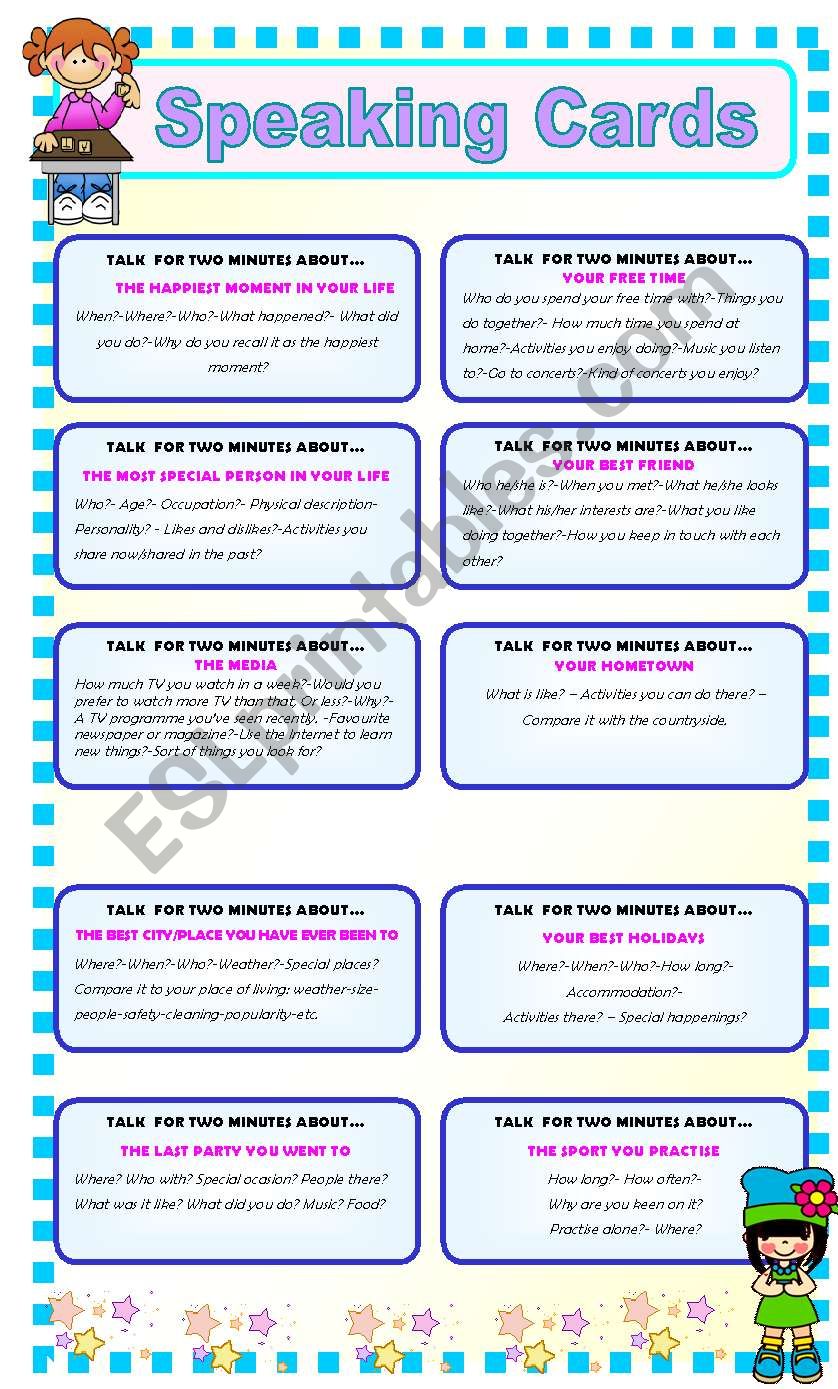 Speaking Cards
TALK FOR TWO MINUTES ABOUT...
THE HAPPIEST MOMENT IN YOUR LIFE
When?-Where?-Who?-What happened?- What did
you do?-Why do you recall it as the happiest
moment?
TALK FOR TWO MINUTES ABOUT...
YOUR FREE TIME
Who do you spend your free time with?-Things you
do together?- How much time you spend at
home?-Activities you enjoy doing?-Music you listen
to?-Go to concerts?-Kind of concerts you enjoy?
TALK FOR TWO MINUTES ABOUT...
THE MOST SPECIAL PERSON IN YOUR LIFE
Who?- Age?- Occupation?- Physical description-
Personality? - Likes and dislikes?-Activities you
share now/shared in the past?
TALK FOR TWO MINUTES ABOUT...
YOUR BEST FRIEND
Who he/she is?-When you met?-What he/she looks
like?-What his/her interests are?-What you like
doing together?-How you keep in touch with each
other?
TALK FOR TWO MINUTES ABOUT...
THE MEDIA
How much TV you watch in a week?-Would you
prefer to watch more TV than that, or less?-Why?-
A TV programme you've seen recently. -Favourite
newspaper or magazine?-Use the Internet to learn
new things?-Sort of things you look for?
TALK FOR TWO MINUTES ABOUT...
YOUR HOMETOWN
What is like? – Activities you can do there? –
Compare it with the countryside.
TALK FOR TWO MINUTES ABOUT...
THE BEST CITY/PLACE YOU HAVE EVER BEEN TO
Where?-When?-Who?-Weather?-Special places?
Compare it to your place of living: weather-size-
people-safety-cleaning-popularity-etc.
TALK FOR TWO MINUTES ABOUT...
YOUR BEST HOLIDAYS
Where?-When?-Who?-How long?-
Accommodation?-
Activities there? – Special happenings?
TALK FOR TWO MINUTES ABOUT...
THE LAST PARTY YOU WENT TO
Where? Who with? Special ocasion? People there?
What was it like? What did you do? Music? Food?
TALK FOR TWO MINUTES ABOUT...
THE SPORT YOU PRACTISE
How long?- How often?-
Why are you keen on it?
Practise alone?- Where?
ESLprintables.com